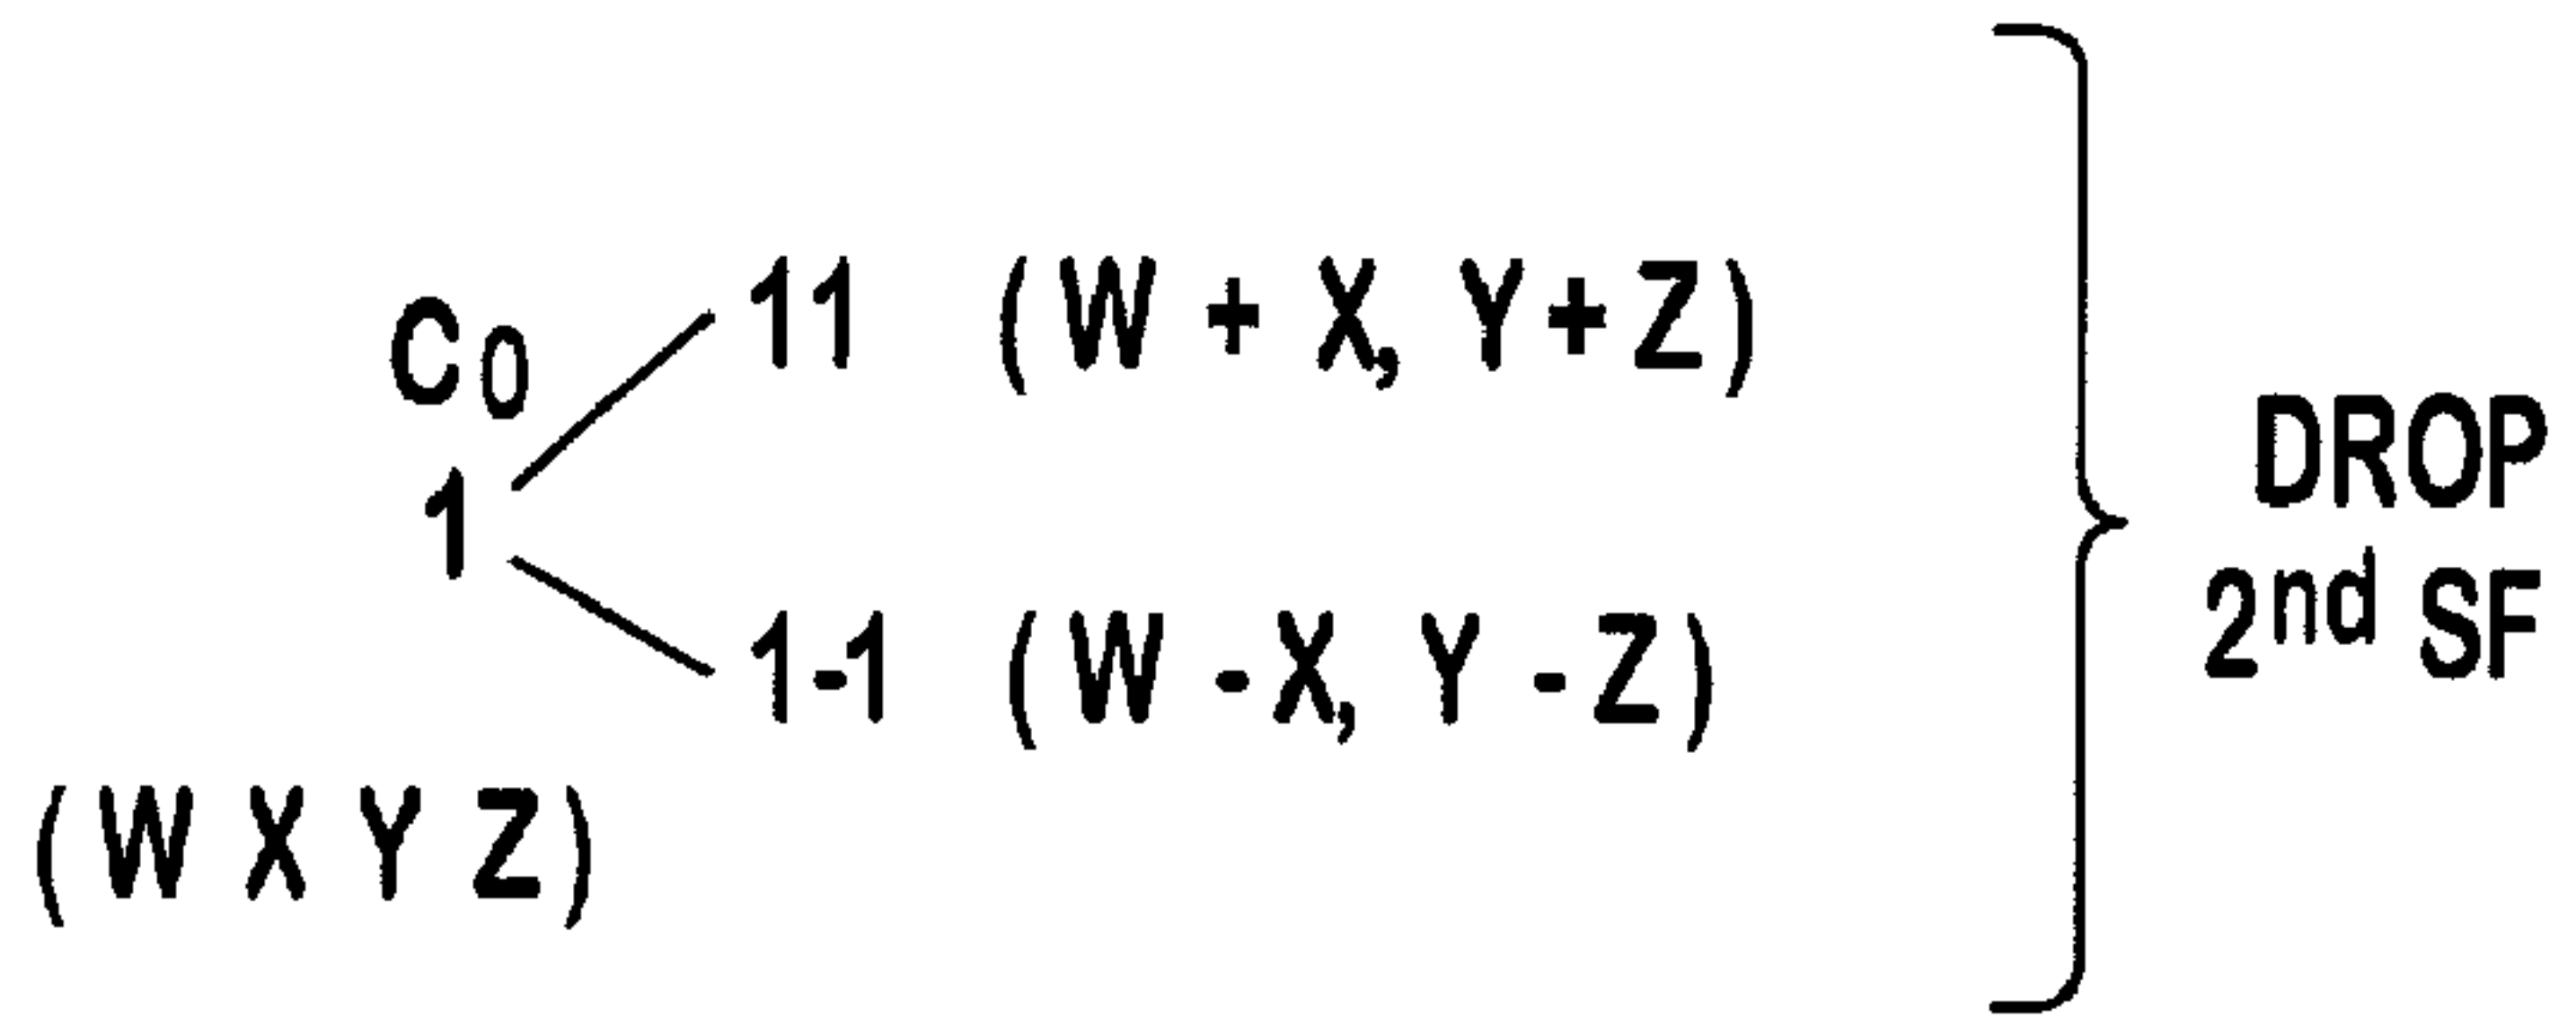 C0
11 ( W + X, Y + Z )
1
1-1 ( W - X, Y - Z )
( W X Y Z )
DROP
2nd SF